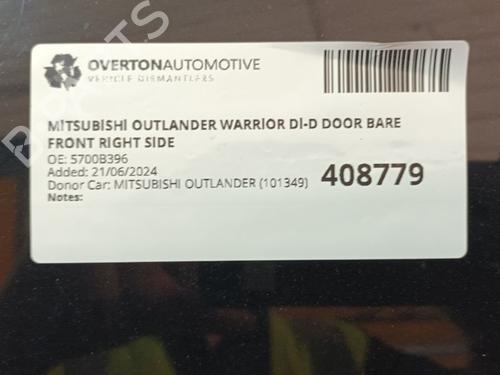 OVERTONAUTOMOTIVE
VEHICLE DISMANTLERS
MITSUBISHI OUTLANDER WARRIOR DI-D DOOR BARE
FRONT RIGHT SIDE
OE: 5700B396
Added: 21/06/2024
Donor Car: MITSUBISHI OUTLANDER (101349)
408779
Notes: